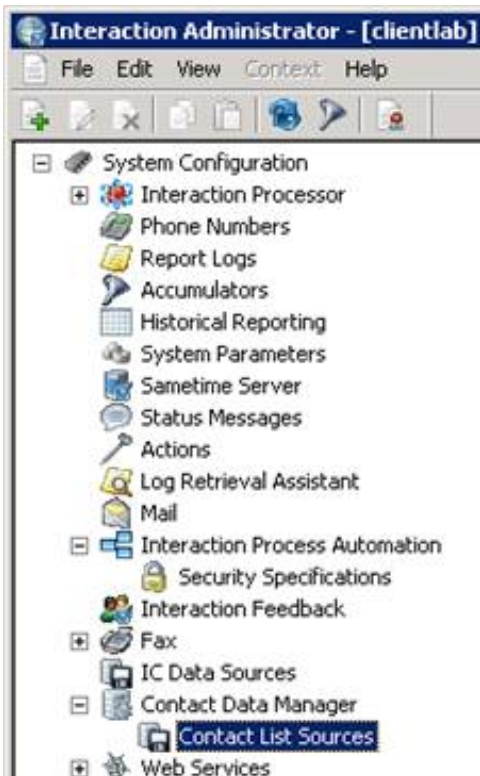 Interaction Administrator - [clientlab]
File Edit View Context Help
System Configuration
Interaction Processor
Phone Numbers
Report Logs
Accumulators
Historical Reporting
System Parameters
Sametime Server
Status Messages
Actions
Log Retrieval Assistant
Mail
Interaction Process Automation
Security Specifications
Interaction Feedback
Fax
IC Data Sources
Contact Data Manager
Contact List Sources
Web Services